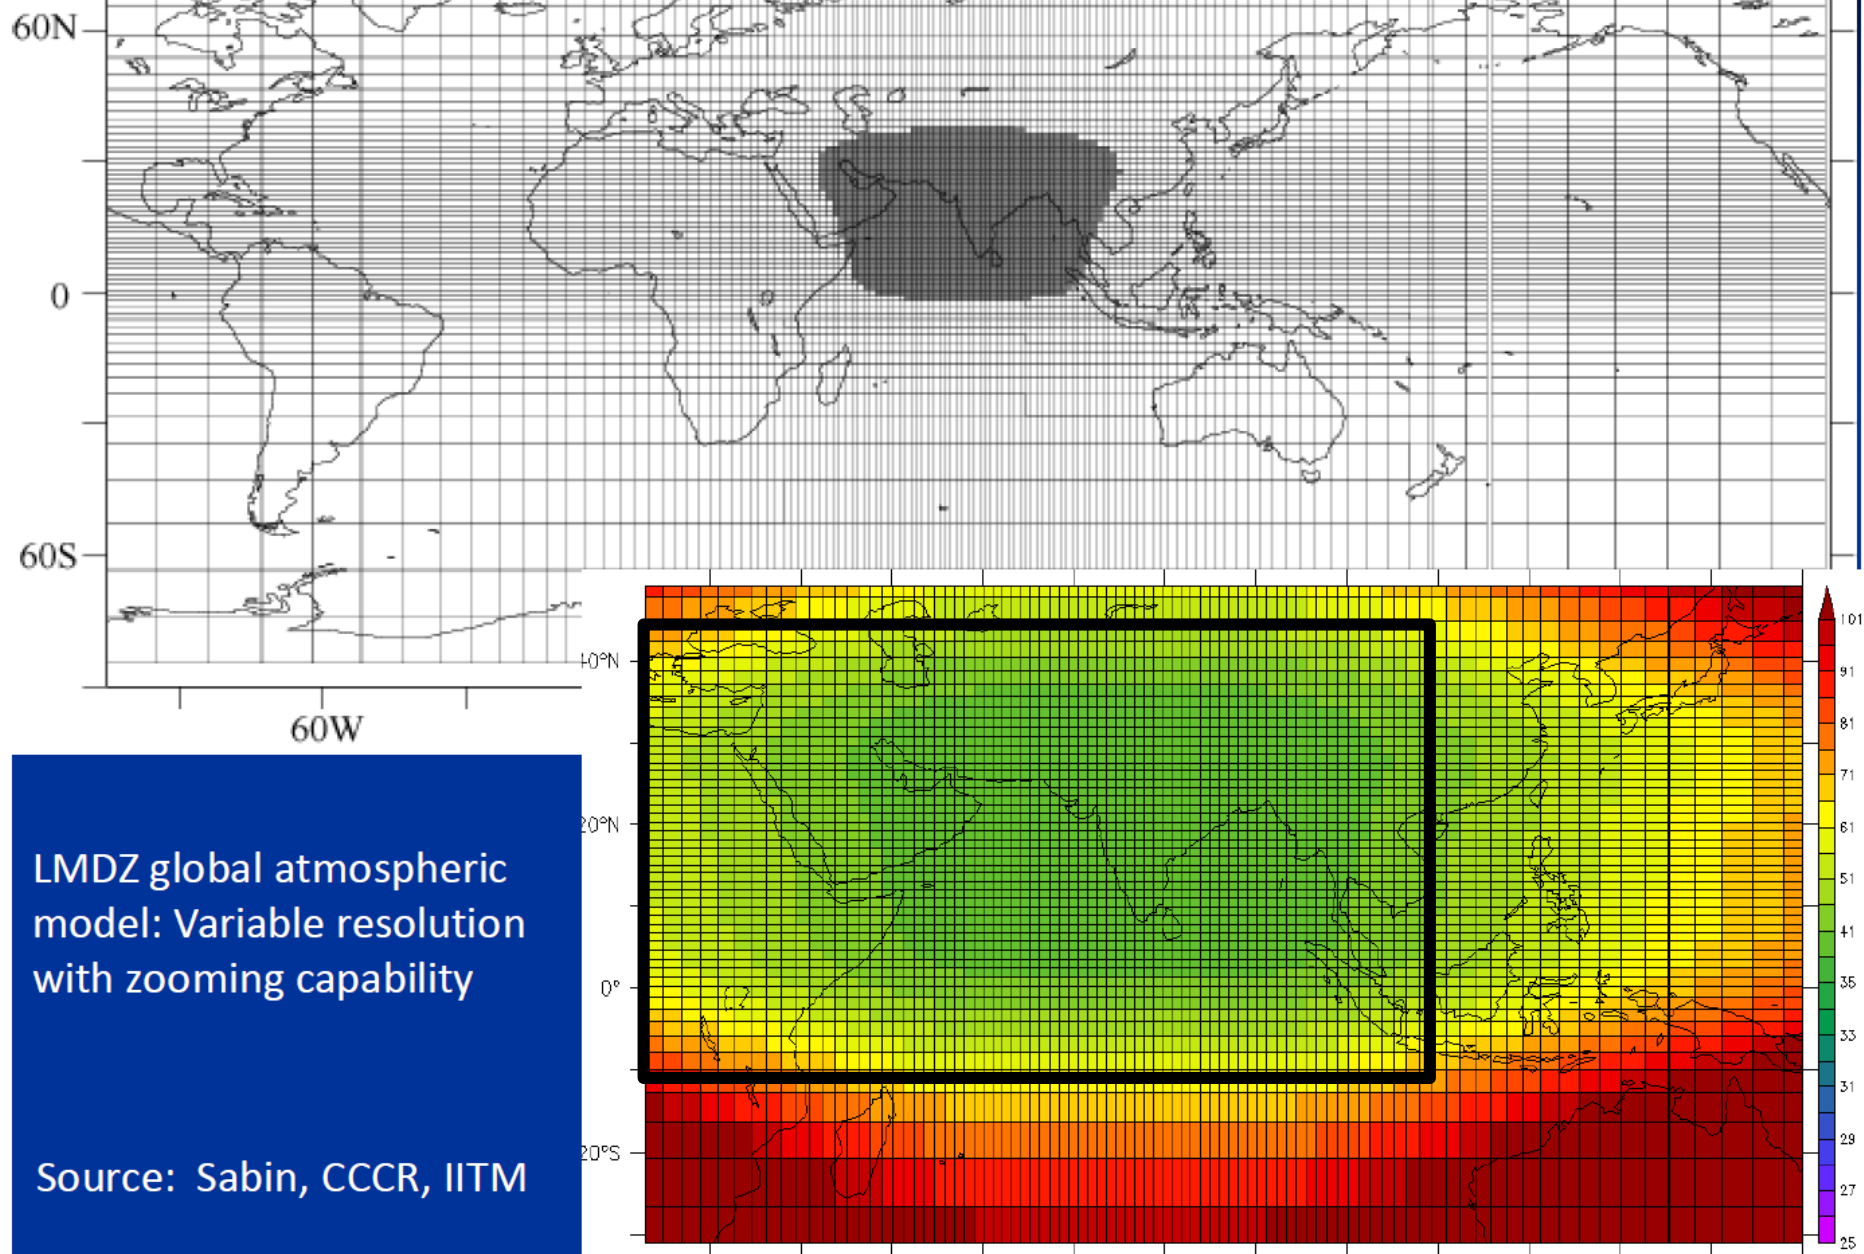 60N
0
60S
60W
LMDZ global atmospheric
model: Variable resolution
with zooming capability
Source: Sabin, CCCR, IITM
40°N
20°N
0°
20°S
101
91
81
71
61
51
41
35
33
31
29
27
25